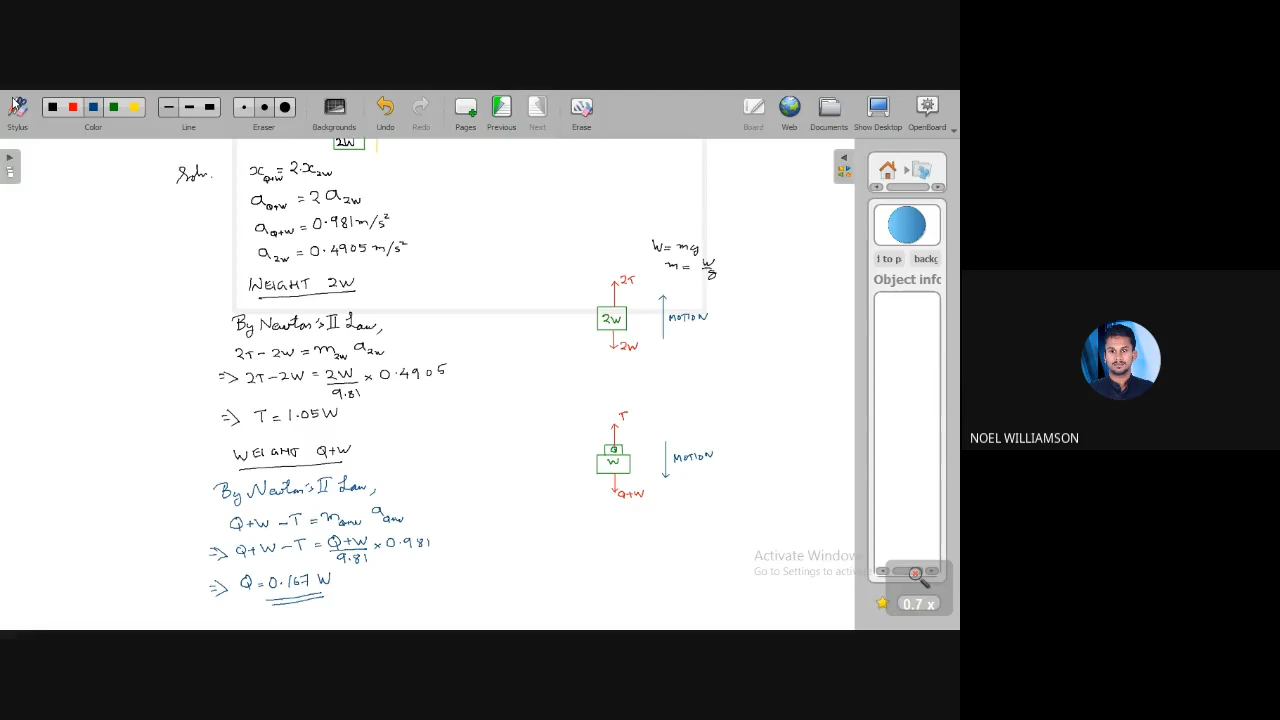 Stylus Color Line Eraser Backgrounds Undo Redo Pages Previous Next Erase Board Web Documents Show Desktop OpenBoard
2W
Soln.
x_Q+W = 2·x_2W
a_Q+W = 2 a_2W
a_Q+W = 0.981 m/s²
a_2W = 0.4905 m/s²
WEIGHT 2W
By Newton's II Law,
2T-2W = m_2W a_2W
=> 2T-2W = 2W/9.81 × 0.4905
=> T = 1.05W
WEIGHT Q+W
By Newton's II Law,
Q+W -T = m_Q+W a_Q+W
=> Q+W -T = Q+W/9.81 × 0.981
=> Q = 0.167 W
W = mg
m = W/g
2T
2W
MOTION
2W
T
Q
W
MOTION
Q+W
i to p backg
Object info
Activate Window
Go to Settings to activate
0.7 x
NOEL WILLIAMSON